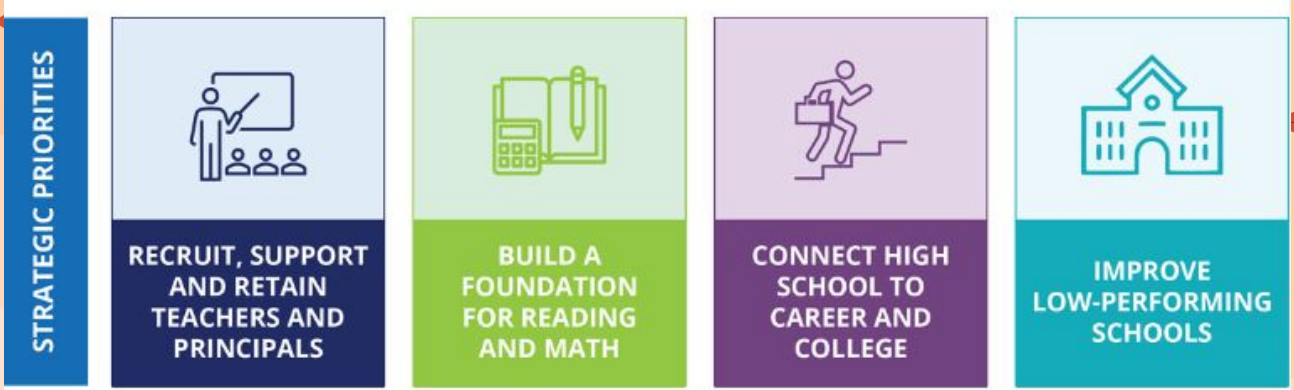 STRATEGIC PRIORITIES
RECRUIT, SUPPORT
AND RETAIN
TEACHERS AND
PRINCIPALS
BUILD A
FOUNDATION
FOR READING
AND MATH
CONNECT HIGH
SCHOOL TO
CAREER AND
COLLEGE
IMPROVE
LOW-PERFORMING
SCHOOLS